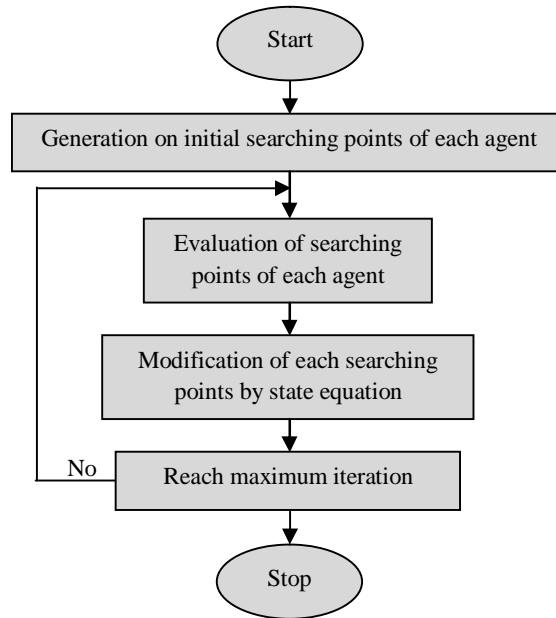 Start
Generation on initial searching points of each agent
Evaluation of searching
points of each agent
Modification of each searching
points by state equation
No
Reach maximum iteration
Stop